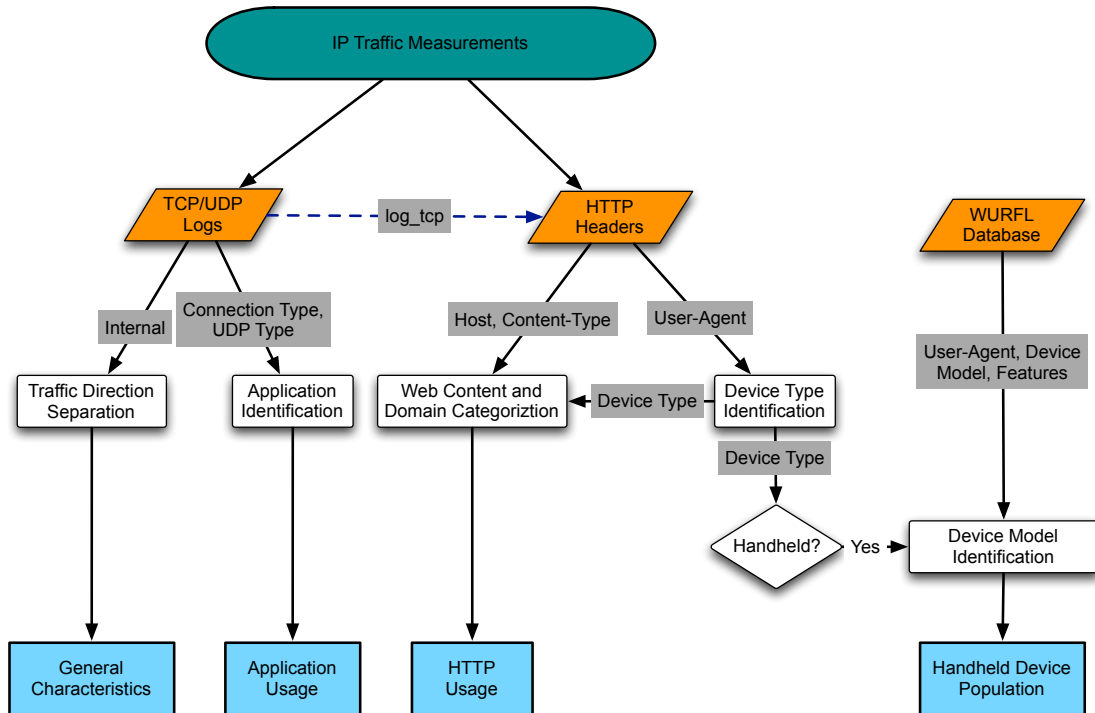 IP Traffic Measurements
TCP/UDP
Logs
log_tcp
HTTP
Headers
WURFL
Database
Internal
Connection Type,
UDP Type
Host, Content-Type
User-Agent
User-Agent, Device
Model, Features
Traffic Direction
Separation
Application
Identification
Web Content and
Domain Categoriztion
Device Type
Device Type
Identification
Device Type
Handheld?
Yes
Device Model
Identification
General
Characteristics
Application
Usage
HTTP
Usage
Handheld Device
Population